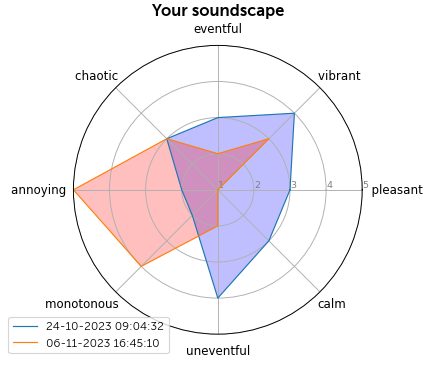 Your soundscape
eventful
chaotic
vibrant
annoying
1
2
3
4
5
pleasant
monotonous
calm
uneventful
24-10-2023 09:04:32
06-11-2023 16:45:10